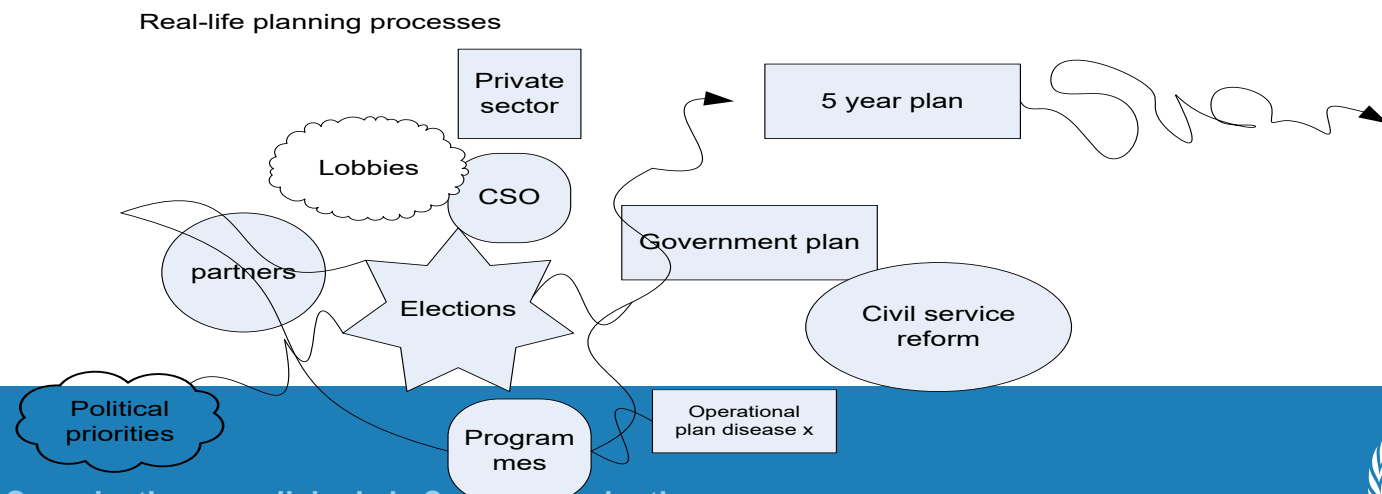 Real-life planning processes
Private
sector
5 year plan
Lobbies
CSO
Government plan
partners
Elections
Civil service
reform
Political
priorities
Operational
plan disease x
Program
mes